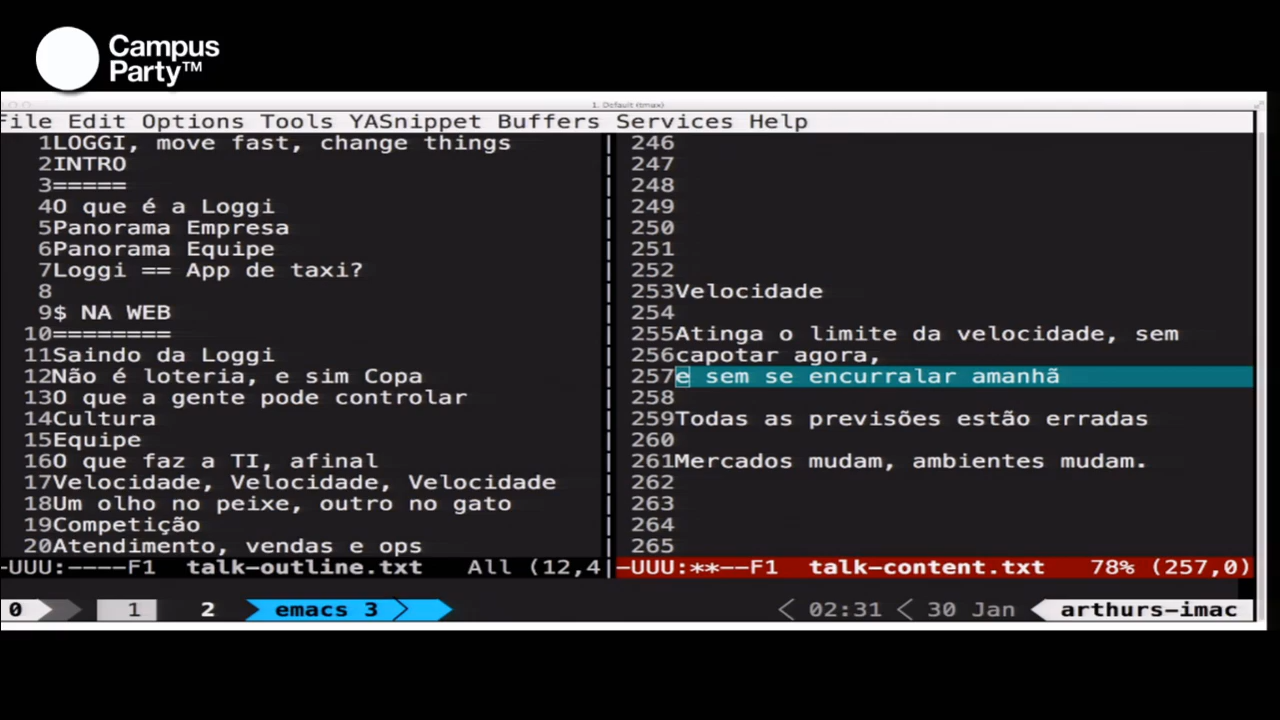 Campus
Party™
1. Default (tmux)
File Edit Options Tools YASnippet Buffers Services Help
1LOGGI, move fast, change things
2INTRO
3=====
4O que é a Loggi
5Panorama Empresa
6Panorama Equipe
7Loggi == App de taxi?
8
9$ NA WEB
10========
11Saindo da Loggi
12Não é loteria, e sim Copa
13O que a gente pode controlar
14Cultura
15Equipe
16O que faz a TI, afinal
17Velocidade, Velocidade, Velocidade
18Um olho no peixe, outro no gato
19Competição
20Atendimento, vendas e ops
-UUU:----F1 talk-outline.txt All (12,4
246
247
248
249
250
251
252
253Velocidade
254
255Atinga o limite da velocidade, sem
256capotar agora,
257e sem se encurralar amanhã
258
259Todas as previsões estão erradas
260
261Mercados mudam, ambientes mudam.
262
263
264
265
-UUU:**--F1 talk-content.txt 78% (257,0)
0 1 2 emacs 3 02:31 30 Jan arthurs-imac